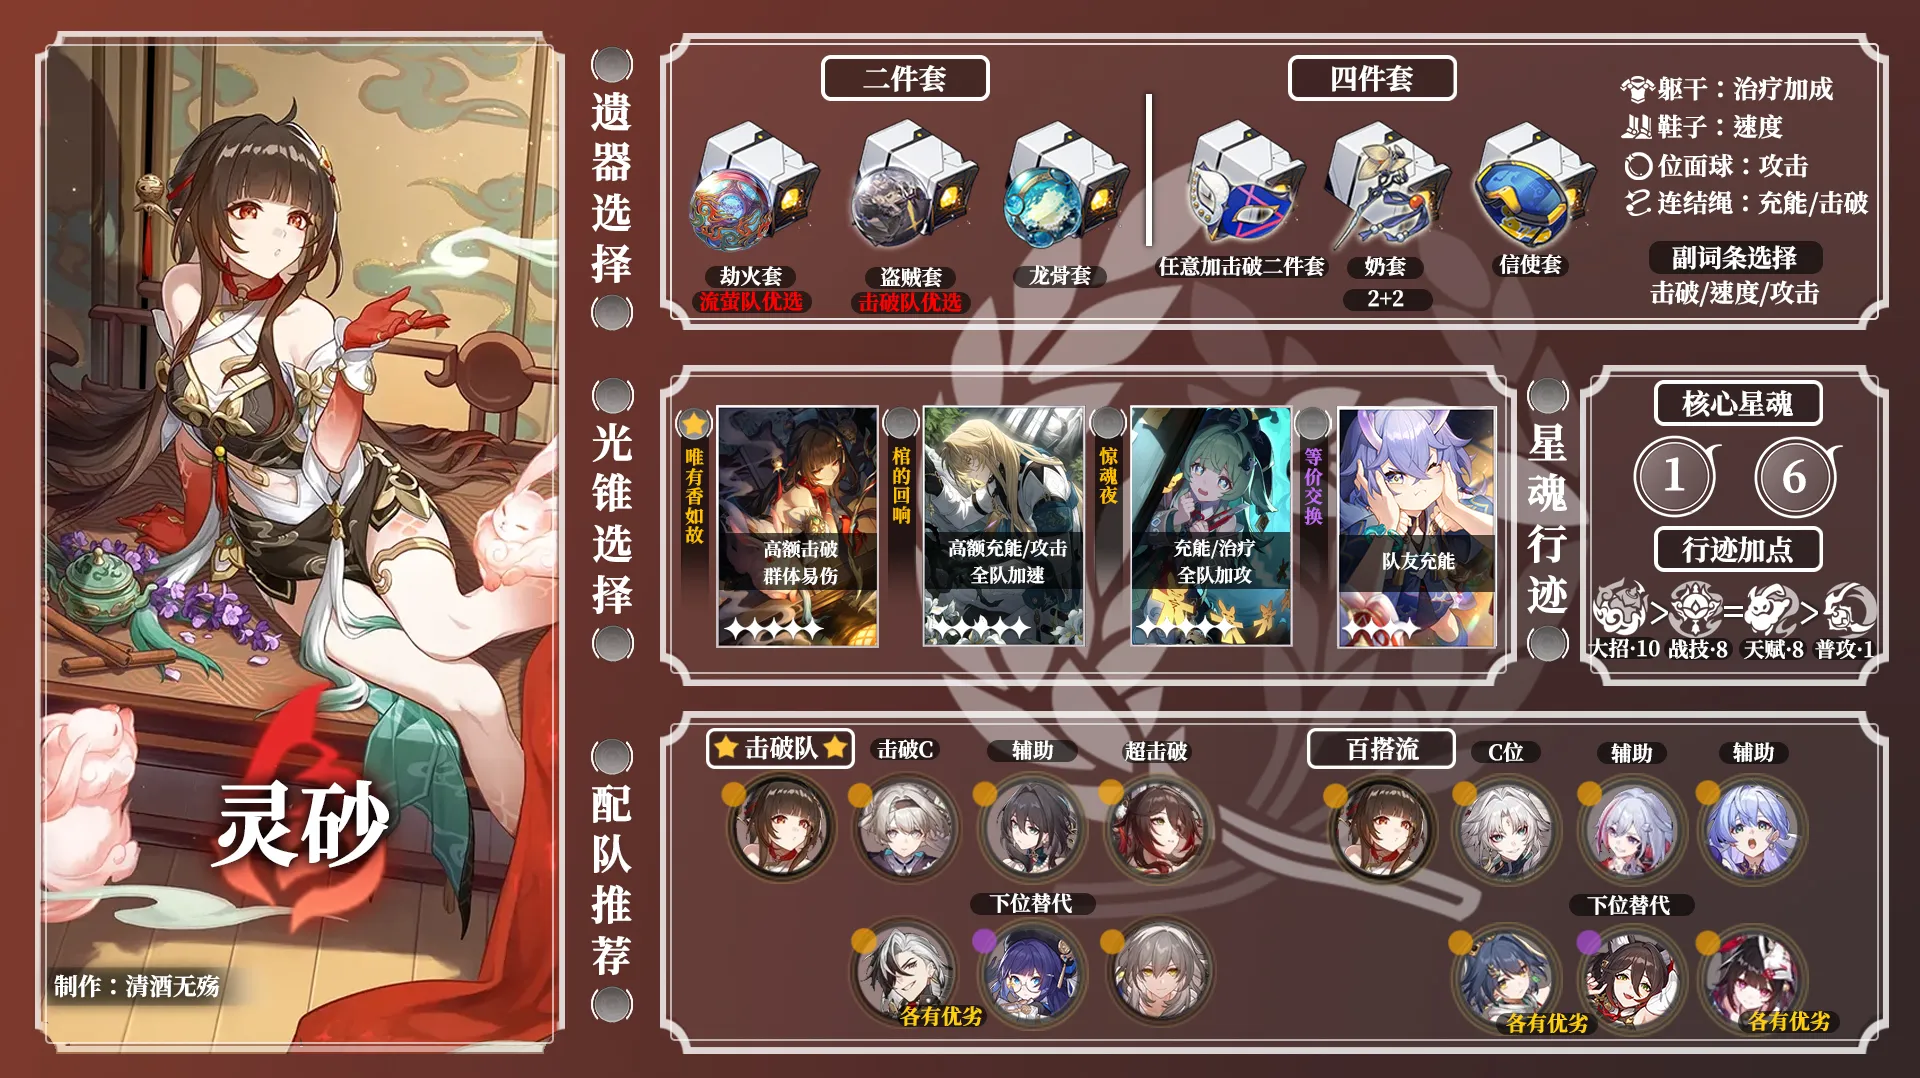 灵砂
制作：清酒无殇
遗器选择
二件套
劫火套
流萤队优选
盗贼套
击破队优选
龙骨套
四件套
任意加击破二件套
奶套
2+2
信使套
躯干：治疗加成
鞋子：速度
位面球：攻击
连结绳：充能/击破
副词条选择
击破/速度/攻击
光锥选择
唯有香如故
高额击破
群体易伤
棺的回响
高额充能/攻击
全队加速
惊魂夜
充能/治疗
全队加攻
等价交换
队友充能
星魂行迹
核心星魂
1
6
行迹加点
>
=
>
大招·10 战技·8 天赋·8 普攻·1
配队推荐
击破队
击破C
辅助
超击破
下位替代
各有优劣
百搭流
C位
辅助
辅助
下位替代
各有优劣
各有优劣